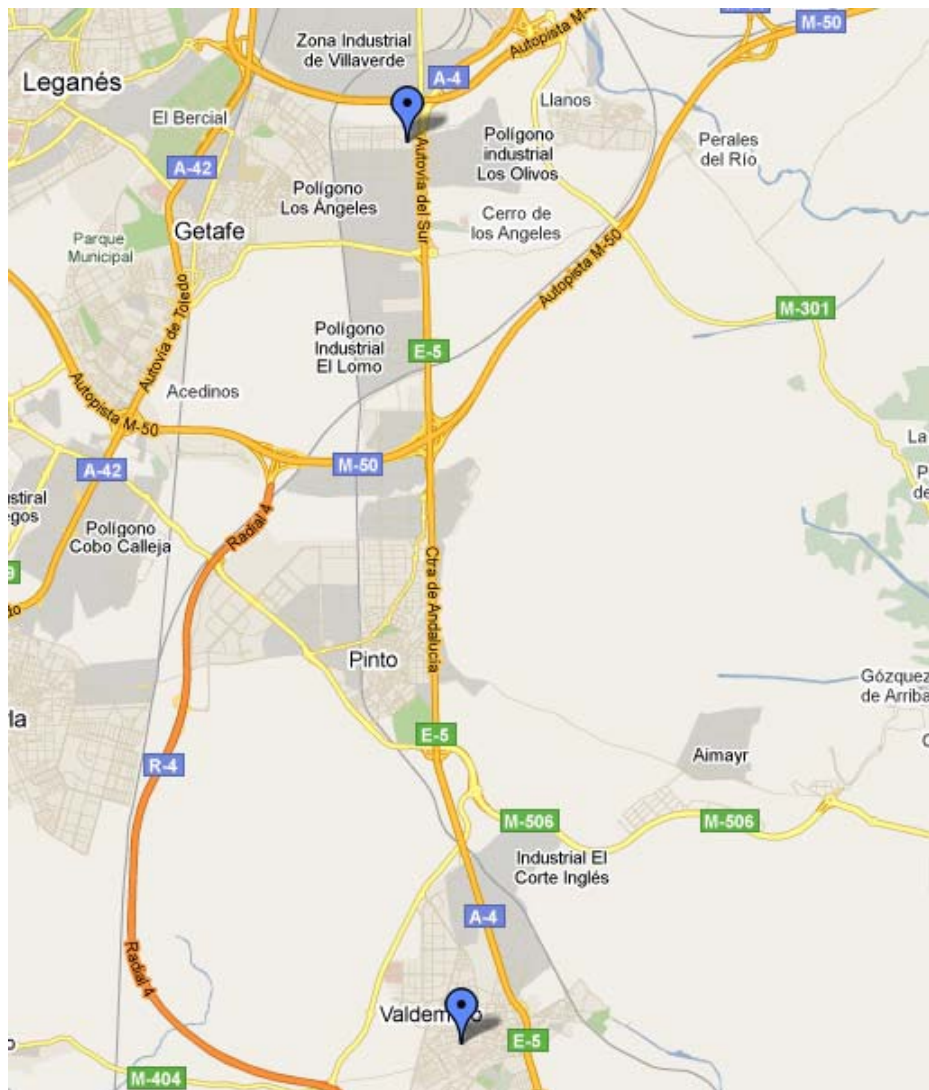 M-50
Autopista M-
Zona Industrial
de Villaverde
A-4
Leganés
El Bercial
Llanos
Polígono
industrial
Los Olivos
Perales
del Río
A-42
Autovía del Sur
Polígono
Los Ángeles
Cerro de
los Angeles
Getafe
Parque
Municipal
Autopista M-50
M-301
Autovía de Toledo
Polígono
Industrial
El Lomo
E-5
Acedinos
Autopista M-50
La
A-42
M-50
Polígono
Cobo Calleja
Radial 4
Ctra de Andalucía
Pinto
Gózquez
de Arriba
E-5
Aimayr
R-4
M-506
M-506
Industrial El
Corte Inglés
A-4
Radial 4
E-5
M-404